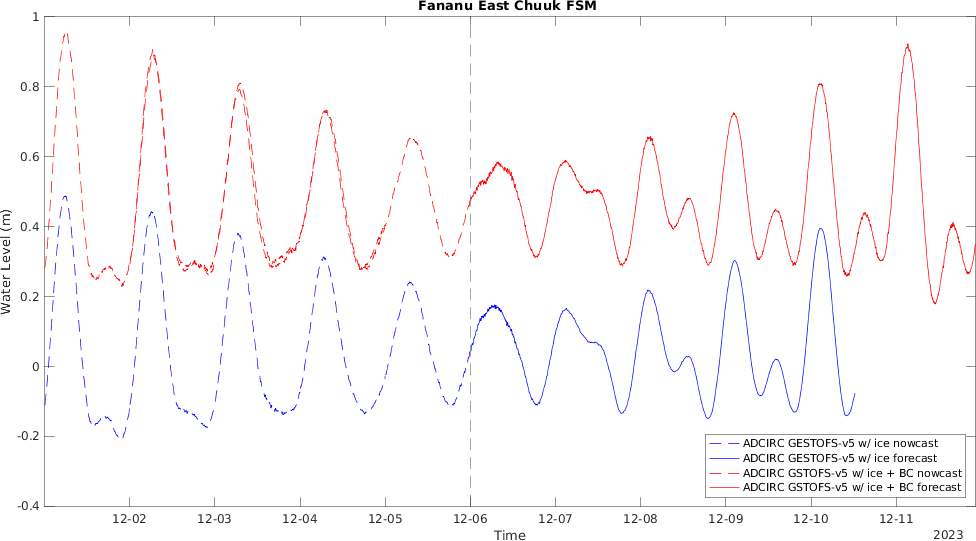 Fananu East Chuuk FSM
Water Level (m)
1
0.8
0.6
0.4
0.2
0
-0.2
-0.4
12-02 12-03 12-04 12-05 12-06 12-07 12-08 12-09 12-10 12-11
Time
2023
ADCIRC GESTOFS-v5 w/ ice nowcast
ADCIRC GESTOFS-v5 w/ ice forecast
ADCIRC GSTOFS-v5 w/ ice + BC nowcast
ADCIRC GSTOFS-v5 w/ ice + BC forecast